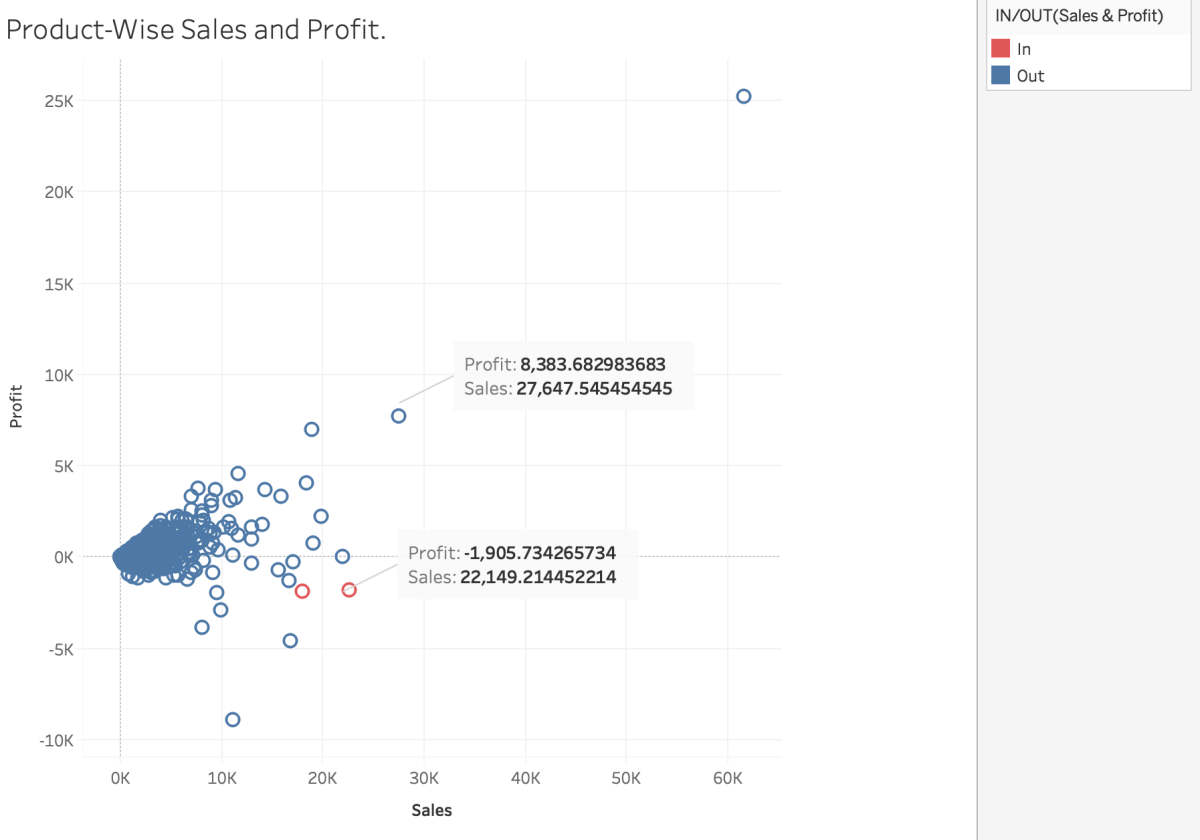 Product-Wise Sales and Profit.
IN/OUT(Sales & Profit)
In
Out
25K
20K
15K
10K
5K
0K
-5K
-10K
Profit
Profit: 8,383.682983683
Sales: 27,647.545454545
Profit: -1,905.734265734
Sales: 22,149.214452214
0K
10K
20K
30K
40K
50K
60K
Sales